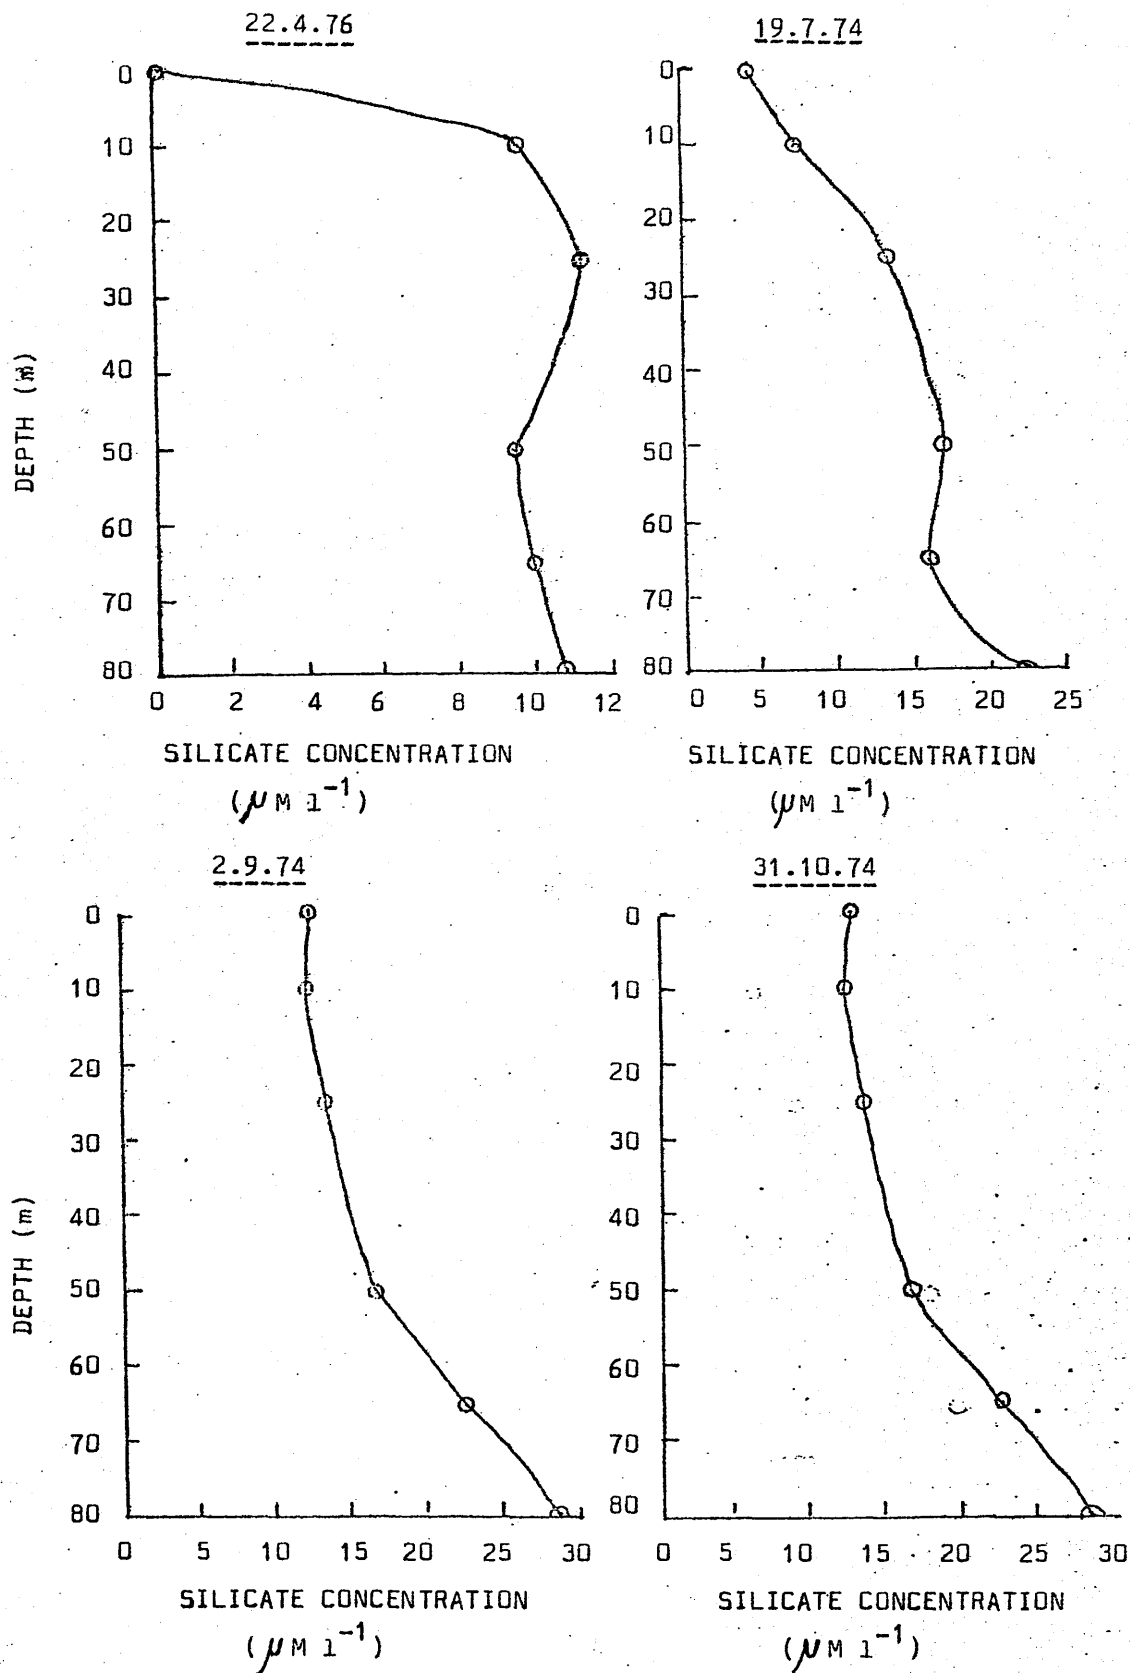 22.4.76
0
10
20
30
40
50
60
70
80
DEPTH (m)
0 2 4 6 8 10 12
SILICATE CONCENTRATION
(µM l⁻¹)
19.7.74
0
10
20
30
40
50
60
70
80
0 5 10 15 20 25
SILICATE CONCENTRATION
(µM l⁻¹)
2.9.74
0
10
20
30
40
50
60
70
80
DEPTH (m)
0 5 10 15 20 25 30
SILICATE CONCENTRATION
(µM l⁻¹)
31.10.74
0
10
20
30
40
50
60
70
80
0 5 10 15 20 25 30
SILICATE CONCENTRATION
(µM l⁻¹)